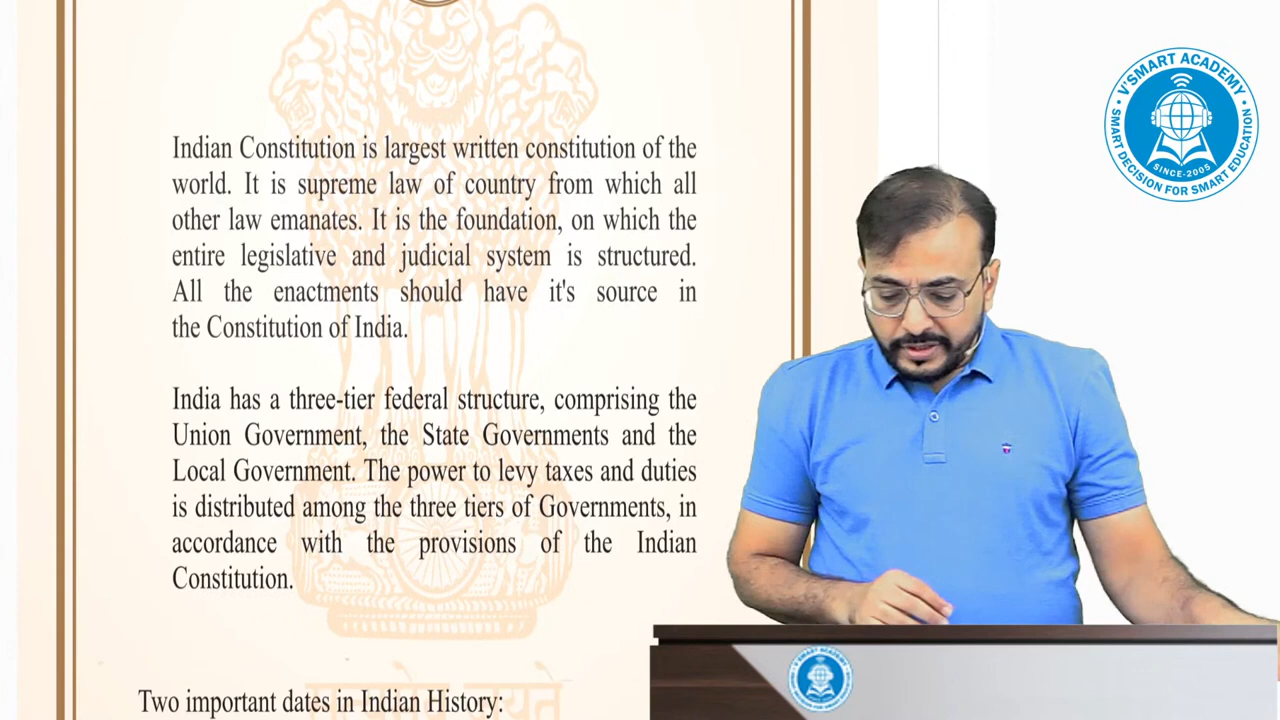 Indian Constitution is largest written constitution of the
world. It is supreme law of country from which all
other law emanates. It is the foundation, on which the
entire legislative and judicial system is structured.
All the enactments should have it's source in
the Constitution of India.
India has a three-tier federal structure, comprising the
Union Government, the State Governments and the
Local Government. The power to levy taxes and duties
is distributed among the three tiers of Governments, in
accordance with the provisions of the Indian
Constitution.
Two important dates in Indian History:
V'SMART ACADEMY
SINCE-2005
SMART DECISION FOR SMART EDUCATION
V'SMART ACADEMY